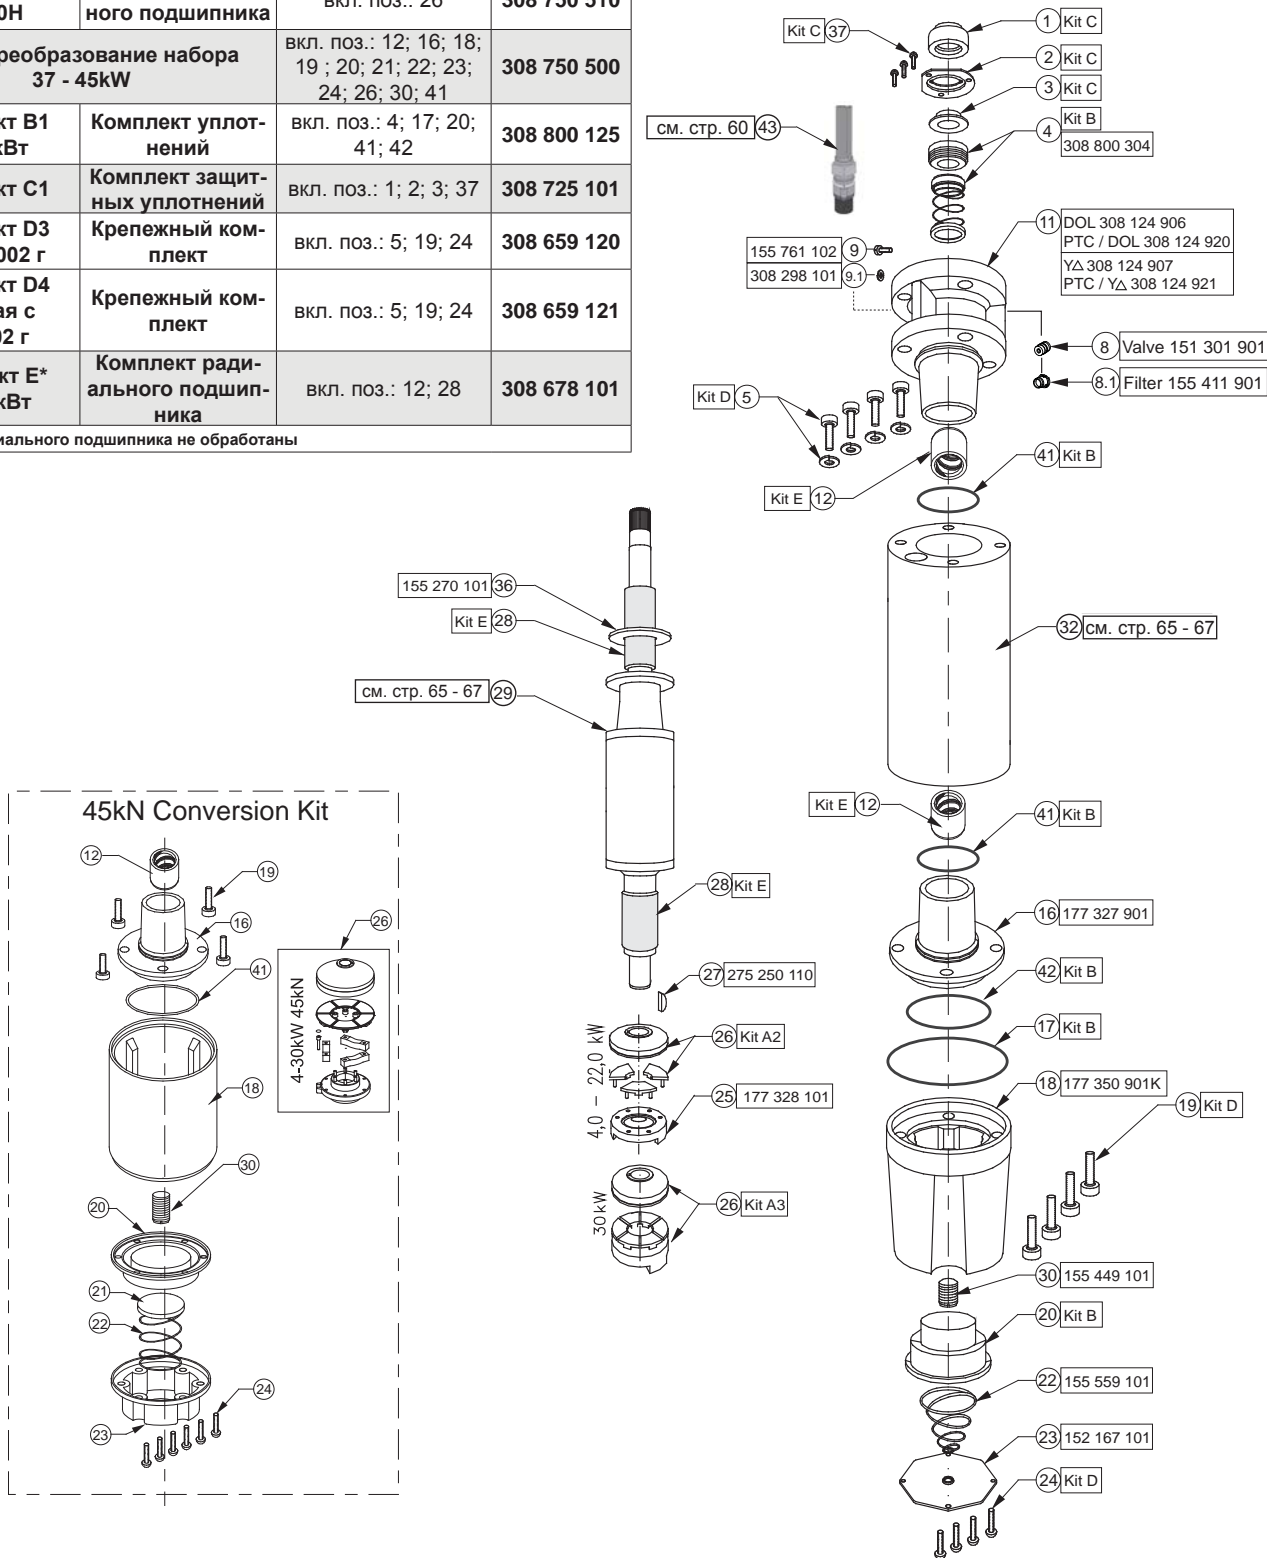 0H
ного подшипника
вкл. поз.: 26
308 750 510
реобразование набора
37 - 45kW
вкл. поз.: 12; 16; 18;
19 ; 20; 21; 22; 23;
24; 26; 30; 41
308 750 500
кт B1
кВт
Комплект уплот-
нений
вкл. поз.: 4; 17; 20;
41; 42
308 800 125
кт C1
Комплект защит-
ных уплотнений
вкл. поз.: 1; 2; 3; 37
308 725 101
кт D3
002 г
Крепежный ком-
плект
вкл. поз.: 5; 19; 24
308 659 120
кт D4
ая с
02 г
Крепежный ком-
плект
вкл. поз.: 5; 19; 24
308 659 121
кт E*
кВт
Комплект ради-
ального подшип-
ника
вкл. поз.: 12; 28
308 678 101
иального подшипника не обработаны
Kit C 37
1 Kit C
2 Kit C
3 Kit C
4 Kit B
308 800 304
см. стр. 60 43
11 DOL 308 124 906
PTC / DOL 308 124 920
Y△ 308 124 907
PTC / Y△ 308 124 921
155 761 102 9
308 298 101 9.1
8 Valve 151 301 901
8.1 Filter 155 411 901
Kit D 5
41 Kit B
Kit E 12
155 270 101 36
Kit E 28
32 см. стр. 65 - 67
см. стр. 65 - 67 29
Kit E 12
41 Kit B
28 Kit E
16 177 327 901
27 275 250 110
42 Kit B
17 Kit B
4,0 – 22,0 kW
26 Kit A2
25 177 328 101
18 177 350 901K
19 Kit D
30kW
26 Kit A3
30 155 449 101
20 Kit B
22 155 559 101
23 152 167 101
24 Kit D
45kN Conversion Kit
12
19
16
26
41
4-30kW 45kN
18
30
20
21
22
24
23